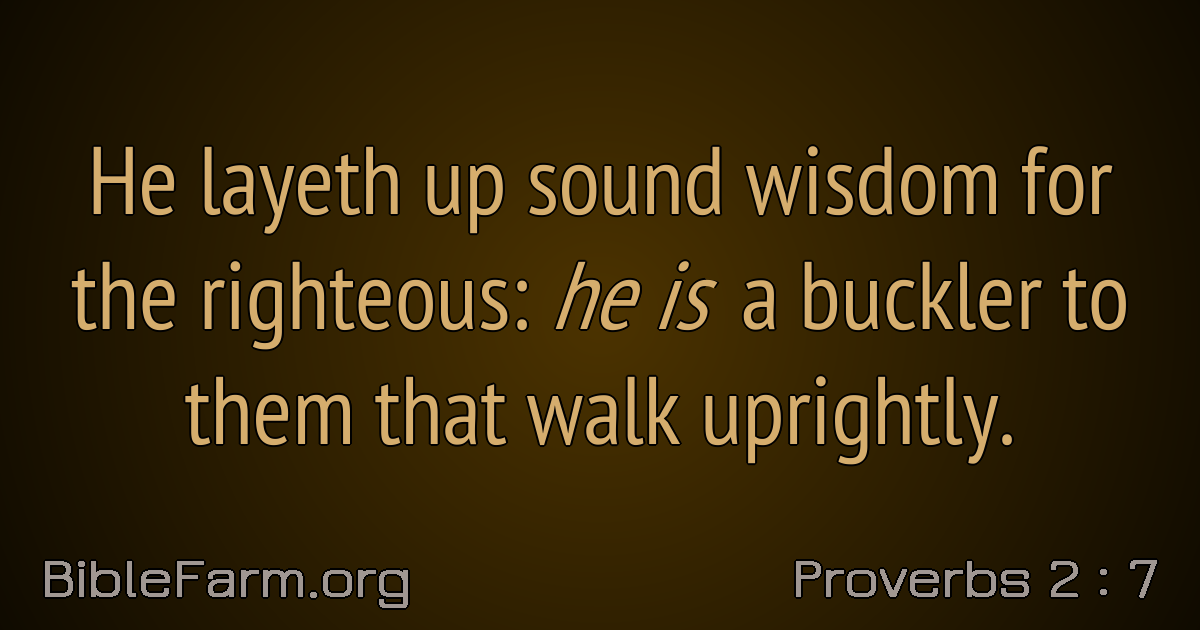 He layeth up sound wisdom for
the righteous: he is a buckler to
them that walk uprightly.
BibleFarm.org
Proverbs 2 : 7